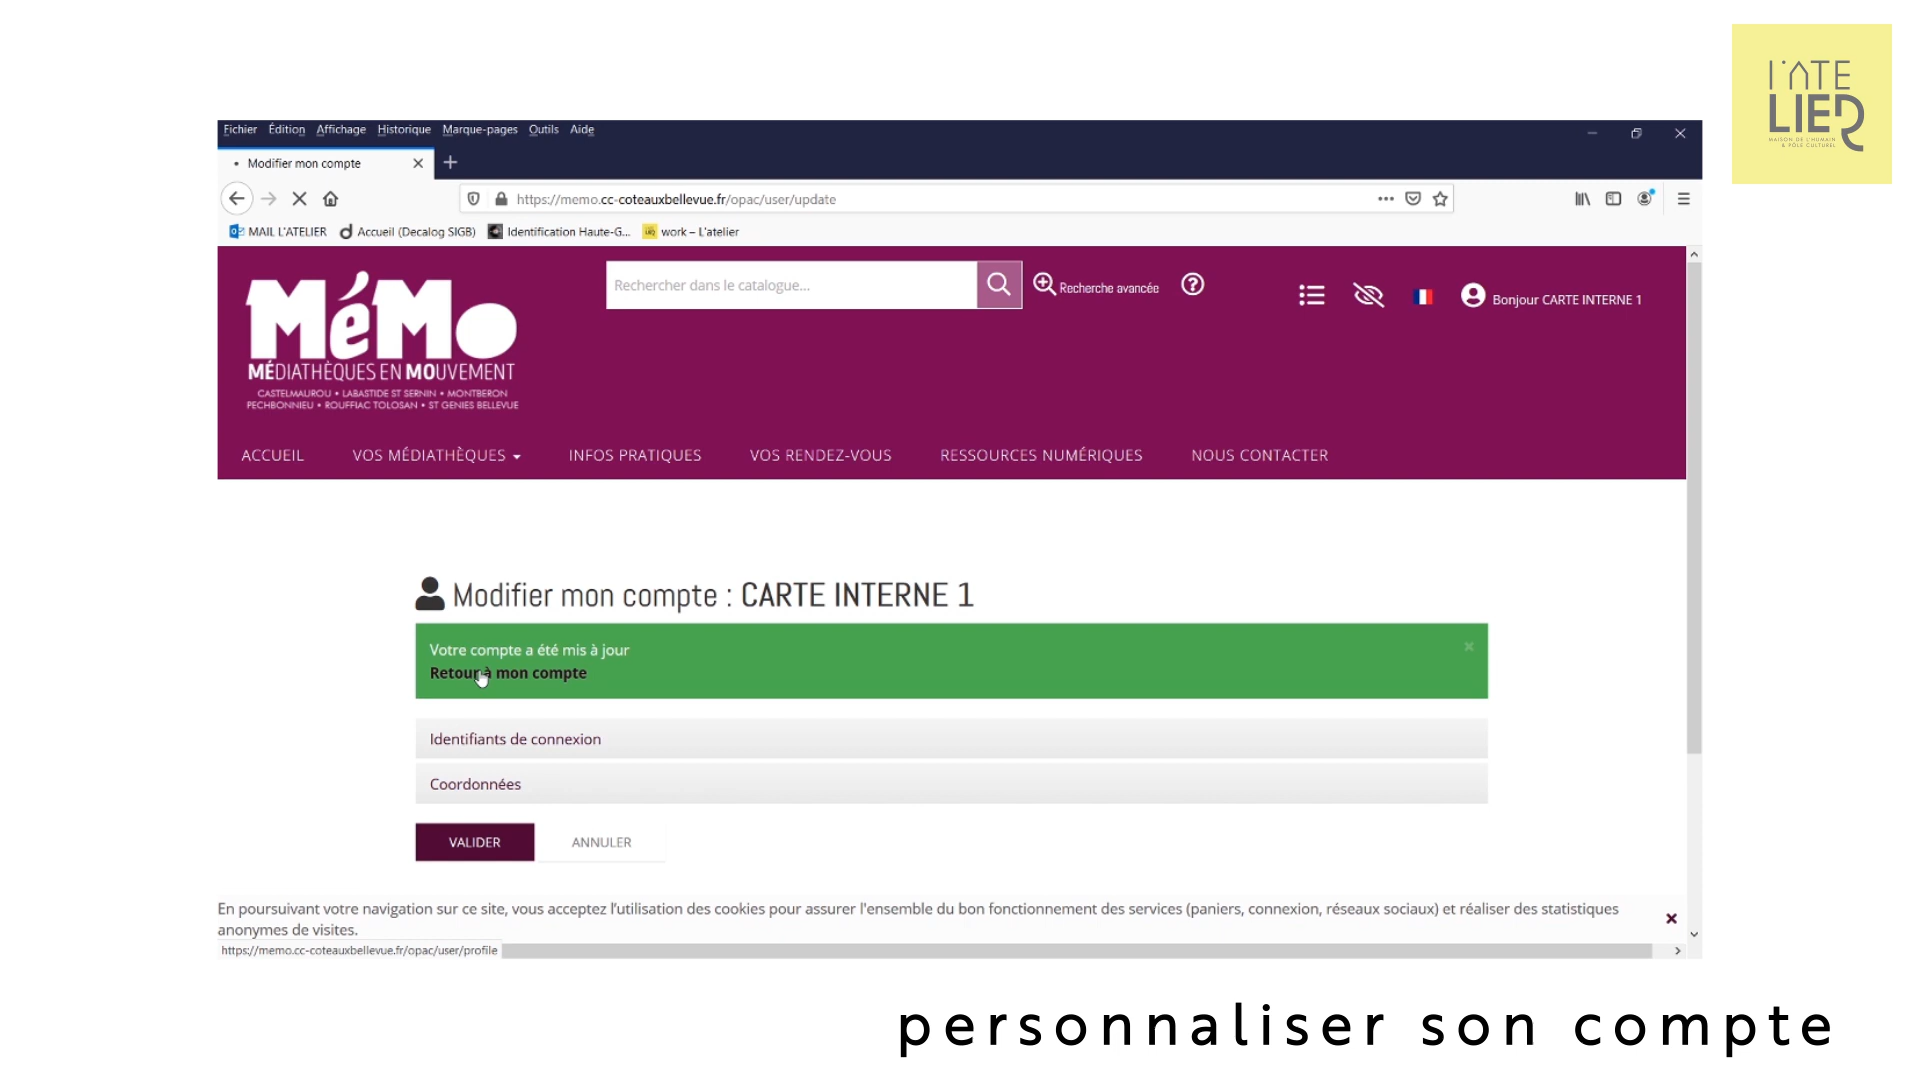 l'ATE
LIER
MAISON DE L'HUMAIN
& PÔLE CULTUREL
Fichier Édition Affichage Historique Marque-pages Outils Aide
• Modifier mon compte
https://memo.cc-coteauxbellevue.fr/opac/user/update
MAIL L'ATELIER Accueil (Decalog SIGB) Identification Haute-G... work – L'atelier
MéMo
MÉDIATHÈQUES EN MOUVEMENT
CASTELMAUROU • LABASTIDE ST SERNIN • MONTBERON
PECHBONNIEU • ROUFFIAC TOLOSAN • ST GENIES BELLEVUE
Rechercher dans le catalogue...
Recherche avancée
Bonjour CARTE INTERNE 1
ACCUEIL VOS MÉDIATHÈQUES INFOS PRATIQUES VOS RENDEZ-VOUS RESSOURCES NUMÉRIQUES NOUS CONTACTER
Modifier mon compte : CARTE INTERNE 1
Votre compte a été mis à jour
Retour à mon compte
Identifiants de connexion
Coordonnées
VALIDER ANNULER
En poursuivant votre navigation sur ce site, vous acceptez l'utilisation des cookies pour assurer l'ensemble du bon fonctionnement des services (paniers, connexion, réseaux sociaux) et réaliser des statistiques
anonymes de visites.
https://memo.cc-coteauxbellevue.fr/opac/user/profile
personnaliser son compte